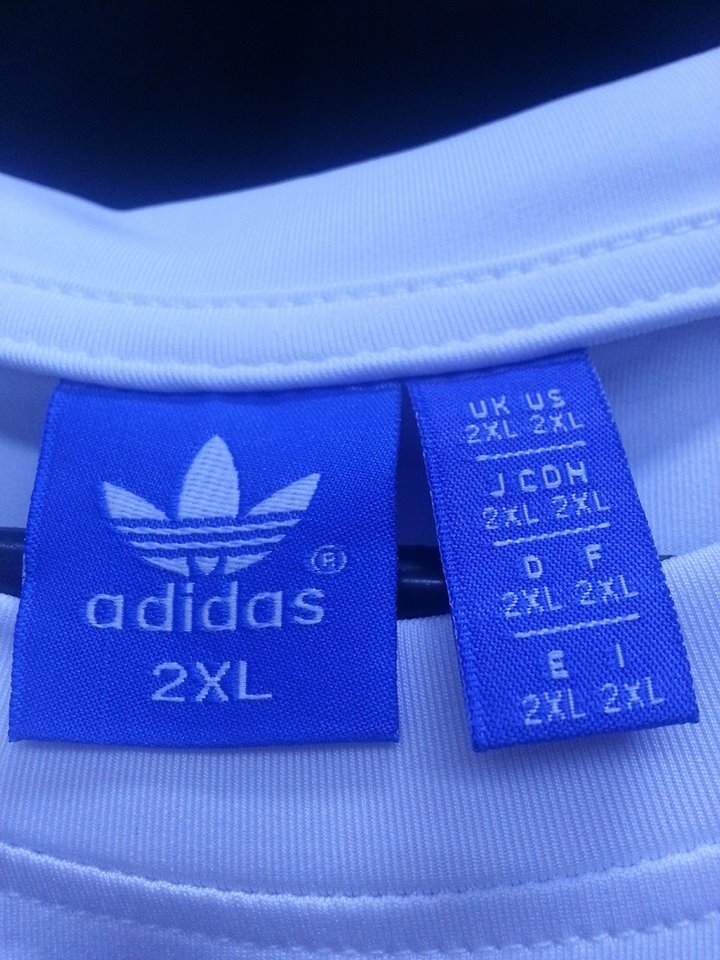 ®
adidas
2XL
UK US
2XL 2XL
J CDH
2XL 2XL
D F
2XL 2XL
E I
2XL 2XL